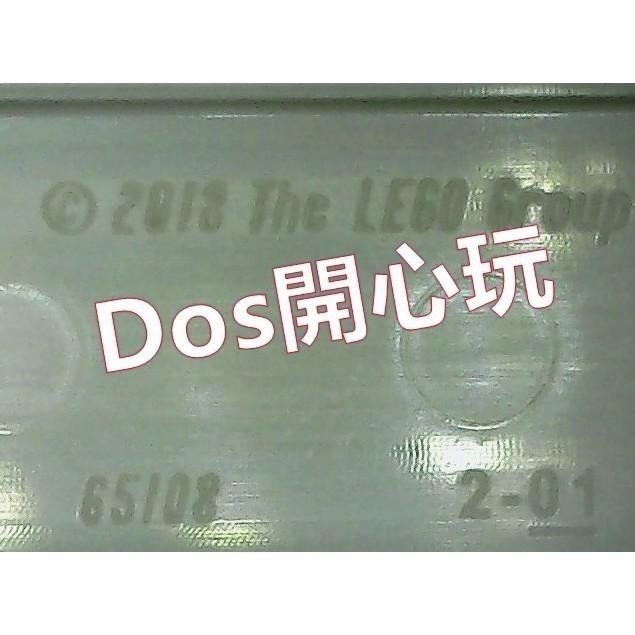 © 2018 The LEGO Group
Dos開心玩
65108 2-01